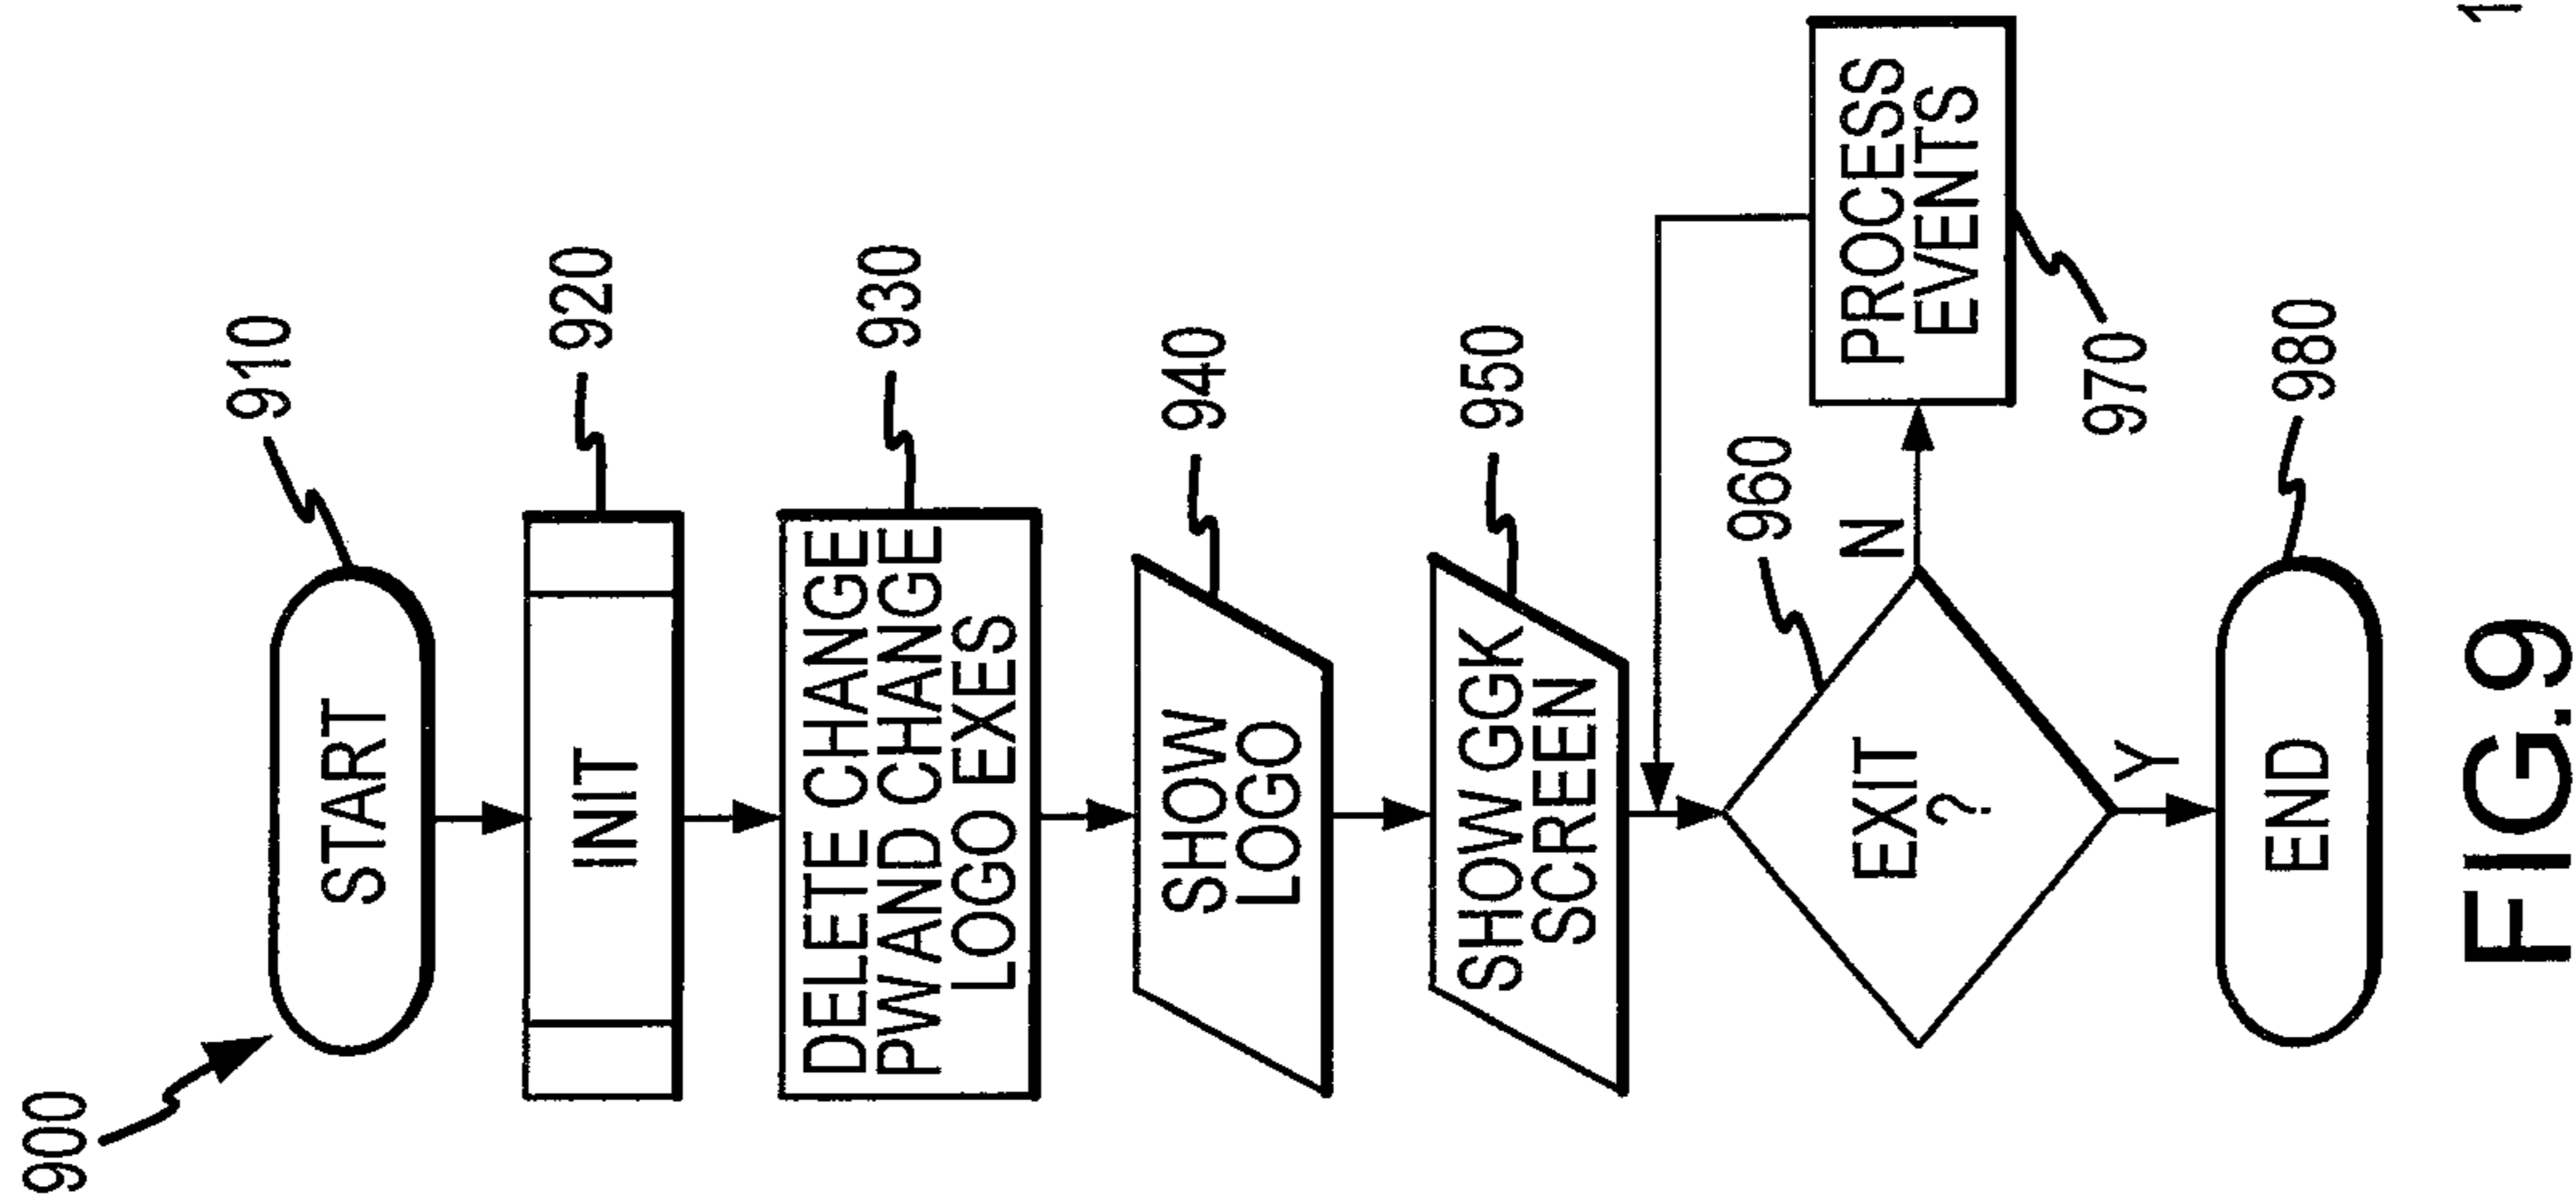 900
START
910
INIT
920
DELETE CHANGE
PW AND CHANGE
LOGO EXES
930
SHOW
LOGO
940
SHOW GGK
SCREEN
950
EXIT
?
960
N
PROCESS
EVENTS
970
Y
END
980
FIG.9
1